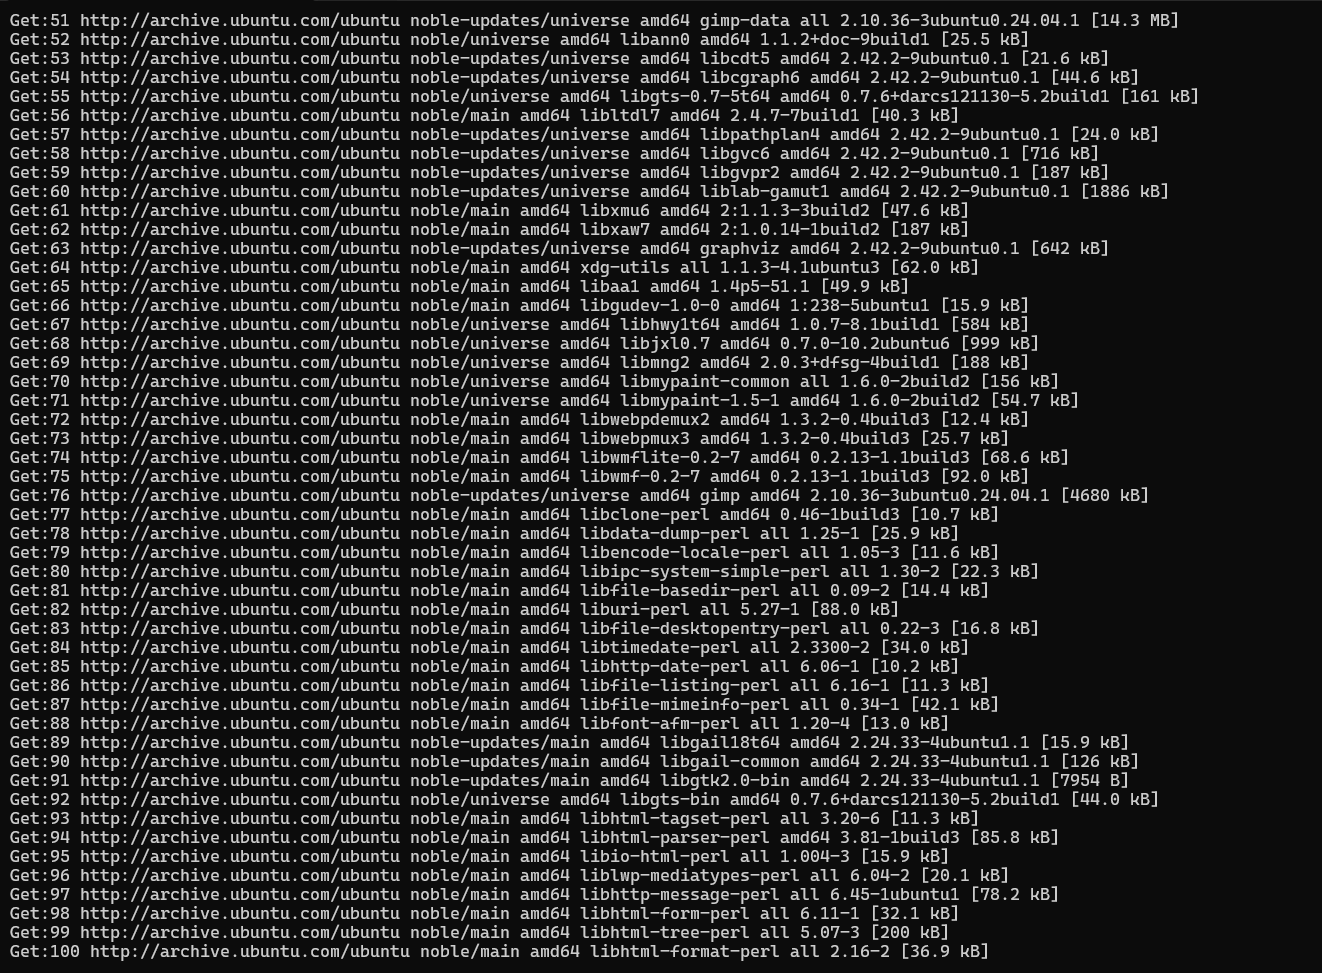 Get:51 http://archive.ubuntu.com/ubuntu noble-updates/universe amd64 gimp-data all 2.10.36-3ubuntu0.24.04.1 [14.3 MB]
Get:52 http://archive.ubuntu.com/ubuntu noble/universe amd64 libann0 amd64 1.1.2+doc-9build1 [25.5 kB]
Get:53 http://archive.ubuntu.com/ubuntu noble-updates/universe amd64 libcdt5 amd64 2.42.2-9ubuntu0.1 [21.6 kB]
Get:54 http://archive.ubuntu.com/ubuntu noble-updates/universe amd64 libcgraph6 amd64 2.42.2-9ubuntu0.1 [44.6 kB]
Get:55 http://archive.ubuntu.com/ubuntu noble/universe amd64 libgts-0.7-5t64 amd64 0.7.6+darcs121130-5.2build1 [161 kB]
Get:56 http://archive.ubuntu.com/ubuntu noble/main amd64 libltdl7 amd64 2.4.7-7build1 [40.3 kB]
Get:57 http://archive.ubuntu.com/ubuntu noble-updates/universe amd64 libpathplan4 amd64 2.42.2-9ubuntu0.1 [24.0 kB]
Get:58 http://archive.ubuntu.com/ubuntu noble-updates/universe amd64 libgvc6 amd64 2.42.2-9ubuntu0.1 [716 kB]
Get:59 http://archive.ubuntu.com/ubuntu noble-updates/universe amd64 libgvpr2 amd64 2.42.2-9ubuntu0.1 [187 kB]
Get:60 http://archive.ubuntu.com/ubuntu noble-updates/universe amd64 liblab-gamut1 amd64 2.42.2-9ubuntu0.1 [1886 kB]
Get:61 http://archive.ubuntu.com/ubuntu noble/main amd64 libxmu6 amd64 2:1.1.3-3build2 [47.6 kB]
Get:62 http://archive.ubuntu.com/ubuntu noble/main amd64 libxaw7 amd64 2:1.0.14-1build2 [187 kB]
Get:63 http://archive.ubuntu.com/ubuntu noble-updates/universe amd64 graphviz amd64 2.42.2-9ubuntu0.1 [642 kB]
Get:64 http://archive.ubuntu.com/ubuntu noble/main amd64 xdg-utils all 1.1.3-4.1ubuntu3 [62.0 kB]
Get:65 http://archive.ubuntu.com/ubuntu noble/main amd64 libaa1 amd64 1.4p5-51.1 [49.9 kB]
Get:66 http://archive.ubuntu.com/ubuntu noble/main amd64 libgudev-1.0-0 amd64 1:238-5ubuntu1 [15.9 kB]
Get:67 http://archive.ubuntu.com/ubuntu noble/universe amd64 libhwy1t64 amd64 1.0.7-8.1build1 [584 kB]
Get:68 http://archive.ubuntu.com/ubuntu noble/universe amd64 libjxl0.7 amd64 0.7.0-10.2ubuntu6 [999 kB]
Get:69 http://archive.ubuntu.com/ubuntu noble/universe amd64 libmng2 amd64 2.0.3+dfsg-4build1 [188 kB]
Get:70 http://archive.ubuntu.com/ubuntu noble/universe amd64 libmypaint-common all 1.6.0-2build2 [156 kB]
Get:71 http://archive.ubuntu.com/ubuntu noble/universe amd64 libmypaint-1.5-1 amd64 1.6.0-2build2 [54.7 kB]
Get:72 http://archive.ubuntu.com/ubuntu noble/main amd64 libwebpdemux2 amd64 1.3.2-0.4build3 [12.4 kB]
Get:73 http://archive.ubuntu.com/ubuntu noble/main amd64 libwebpmux3 amd64 1.3.2-0.4build3 [25.7 kB]
Get:74 http://archive.ubuntu.com/ubuntu noble/main amd64 libwmflite-0.2-7 amd64 0.2.13-1.1build3 [68.6 kB]
Get:75 http://archive.ubuntu.com/ubuntu noble/main amd64 libwmf-0.2-7 amd64 0.2.13-1.1build3 [92.0 kB]
Get:76 http://archive.ubuntu.com/ubuntu noble-updates/universe amd64 gimp amd64 2.10.36-3ubuntu0.24.04.1 [4680 kB]
Get:77 http://archive.ubuntu.com/ubuntu noble/main amd64 libclone-perl amd64 0.46-1build3 [10.7 kB]
Get:78 http://archive.ubuntu.com/ubuntu noble/main amd64 libdata-dump-perl all 1.25-1 [25.9 kB]
Get:79 http://archive.ubuntu.com/ubuntu noble/main amd64 libencode-locale-perl all 1.05-3 [11.6 kB]
Get:80 http://archive.ubuntu.com/ubuntu noble/main amd64 libipc-system-simple-perl all 1.30-2 [22.3 kB]
Get:81 http://archive.ubuntu.com/ubuntu noble/main amd64 libfile-basedir-perl all 0.09-2 [14.4 kB]
Get:82 http://archive.ubuntu.com/ubuntu noble/main amd64 liburi-perl all 5.27-1 [88.0 kB]
Get:83 http://archive.ubuntu.com/ubuntu noble/main amd64 libfile-desktopentry-perl all 0.22-3 [16.8 kB]
Get:84 http://archive.ubuntu.com/ubuntu noble/main amd64 libtimedate-perl all 2.3300-2 [34.0 kB]
Get:85 http://archive.ubuntu.com/ubuntu noble/main amd64 libhttp-date-perl all 6.06-1 [10.2 kB]
Get:86 http://archive.ubuntu.com/ubuntu noble/main amd64 libfile-listing-perl all 6.16-1 [11.3 kB]
Get:87 http://archive.ubuntu.com/ubuntu noble/main amd64 libfile-mimeinfo-perl all 0.34-1 [42.1 kB]
Get:88 http://archive.ubuntu.com/ubuntu noble/main amd64 libfont-afm-perl all 1.20-4 [13.0 kB]
Get:89 http://archive.ubuntu.com/ubuntu noble-updates/main amd64 libgail18t64 amd64 2.24.33-4ubuntu1.1 [15.9 kB]
Get:90 http://archive.ubuntu.com/ubuntu noble-updates/main amd64 libgail-common amd64 2.24.33-4ubuntu1.1 [126 kB]
Get:91 http://archive.ubuntu.com/ubuntu noble-updates/main amd64 libgtk2.0-bin amd64 2.24.33-4ubuntu1.1 [7954 B]
Get:92 http://archive.ubuntu.com/ubuntu noble/universe amd64 libgts-bin amd64 0.7.6+darcs121130-5.2build1 [44.0 kB]
Get:93 http://archive.ubuntu.com/ubuntu noble/main amd64 libhtml-tagset-perl all 3.20-6 [11.3 kB]
Get:94 http://archive.ubuntu.com/ubuntu noble/main amd64 libhtml-parser-perl amd64 3.81-1build3 [85.8 kB]
Get:95 http://archive.ubuntu.com/ubuntu noble/main amd64 libio-html-perl all 1.004-3 [15.9 kB]
Get:96 http://archive.ubuntu.com/ubuntu noble/main amd64 liblwp-mediatypes-perl all 6.04-2 [20.1 kB]
Get:97 http://archive.ubuntu.com/ubuntu noble/main amd64 libhttp-message-perl all 6.45-1ubuntu1 [78.2 kB]
Get:98 http://archive.ubuntu.com/ubuntu noble/main amd64 libhtml-form-perl all 6.11-1 [32.1 kB]
Get:99 http://archive.ubuntu.com/ubuntu noble/main amd64 libhtml-tree-perl all 5.07-3 [200 kB]
Get:100 http://archive.ubuntu.com/ubuntu noble/main amd64 libhtml-format-perl all 2.16-2 [36.9 kB]